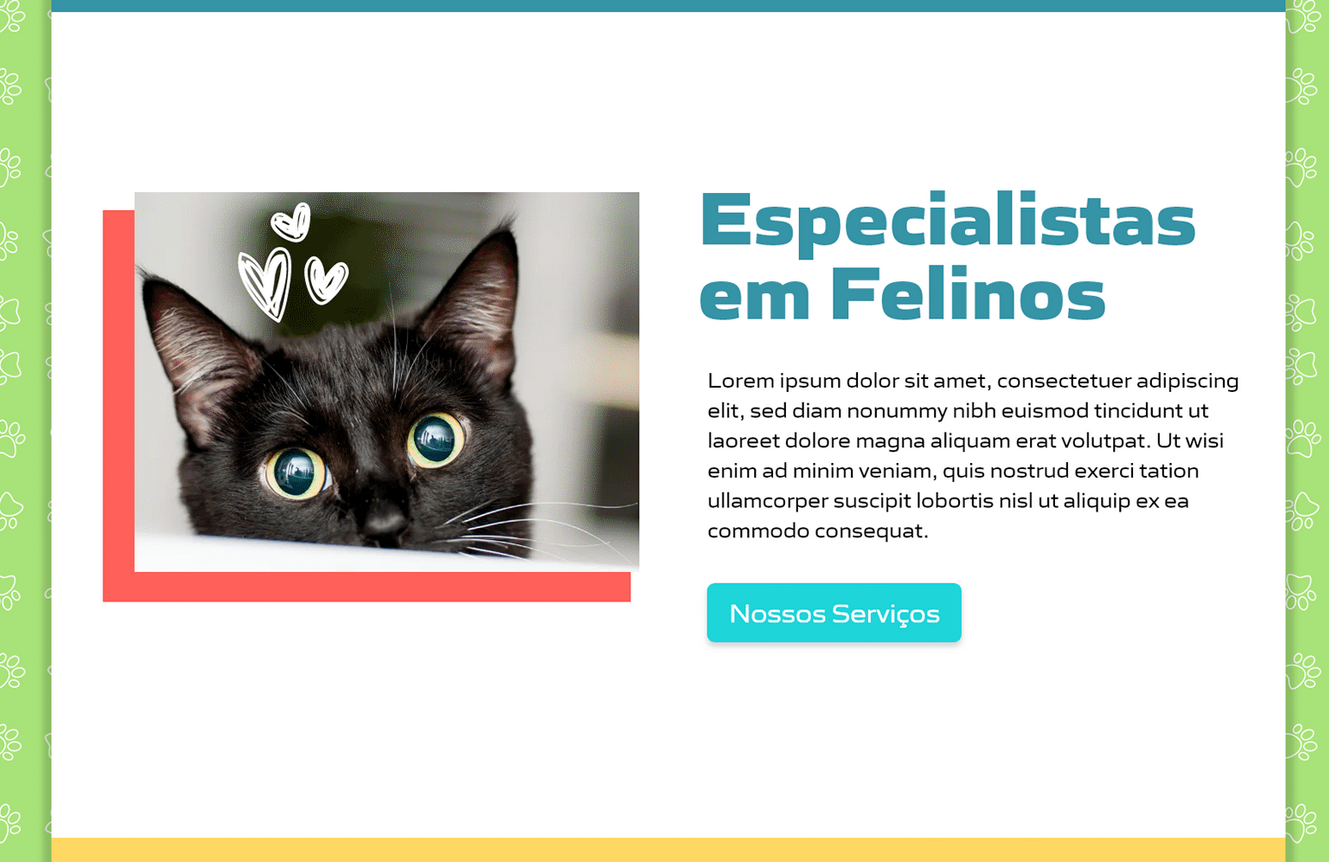 Especialistas
em Felinos
Lorem ipsum dolor sit amet, consectetuer adipiscing
elit, sed diam nonummy nibh euismod tincidunt ut
laoreet dolore magna aliquam erat volutpat. Ut wisi
enim ad minim veniam, quis nostrud exerci tation
ullamcorper suscipit lobortis nisl ut aliquip ex ea
commodo consequat.
Nossos Serviços